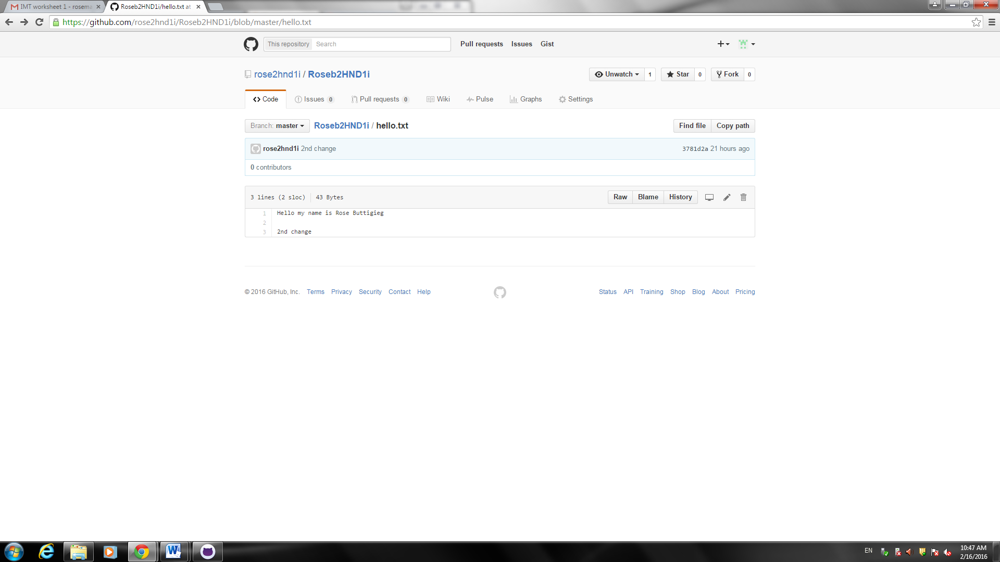 IMT worksheet 1 - rosema
Roseb2HND1i/hello.txt at
https://github.com/rose2hnd1i/Roseb2HND1i/blob/master/hello.txt
This repository Search Pull requests Issues Gist
rose2hnd1i / Roseb2HND1i
Unwatch 1 Star 0 Fork 0
Code Issues 0 Pull requests 0 Wiki Pulse Graphs Settings
Branch: master Roseb2HND1i / hello.txt Find file Copy path
rose2hnd1i 2nd change 3781d2a 21 hours ago
0 contributors
3 lines (2 sloc) 43 Bytes Raw Blame History
1 Hello my name is Rose Buttigieg
2
3 2nd change
© 2016 GitHub, Inc. Terms Privacy Security Contact Help Status API Training Shop Blog About Pricing
EN 10:47 AM
2/16/2016